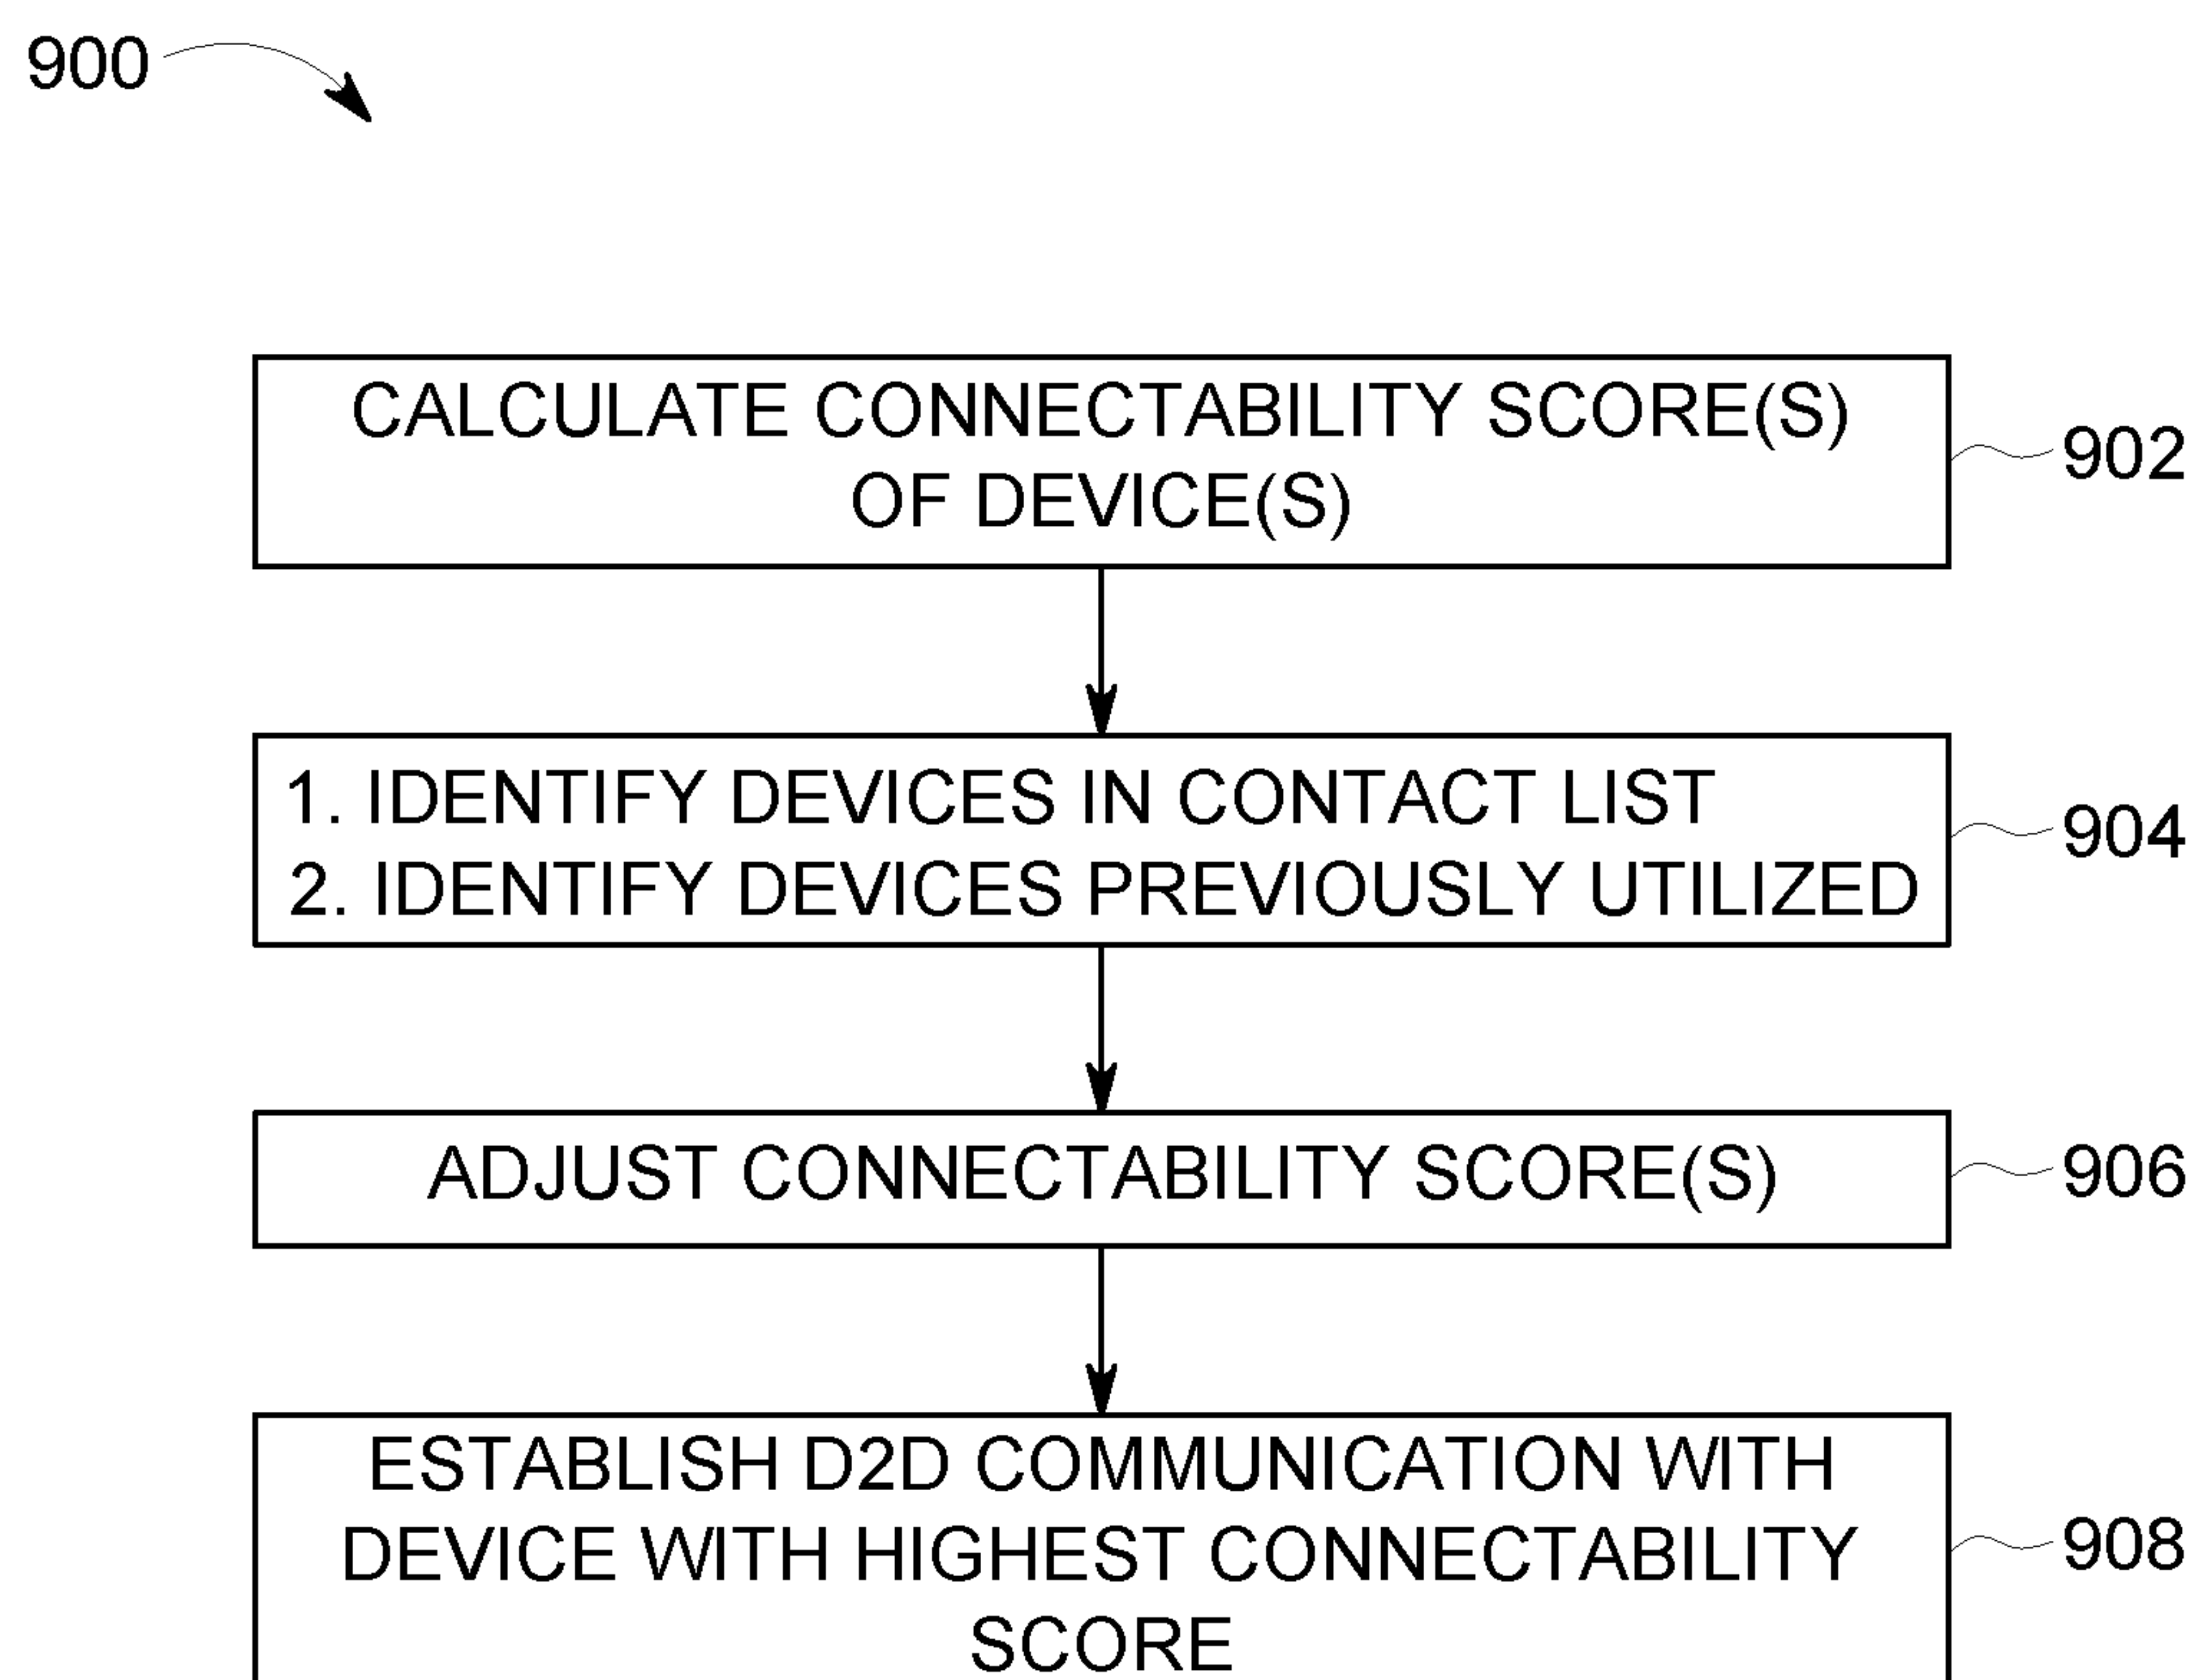 900
CALCULATE CONNECTABILITY SCORE(S)
OF DEVICE(S)
902
1. IDENTIFY DEVICES IN CONTACT LIST
2. IDENTIFY DEVICES PREVIOUSLY UTILIZED
904
ADJUST CONNECTABILITY SCORE(S)
906
ESTABLISH D2D COMMUNICATION WITH
DEVICE WITH HIGHEST CONNECTABILITY
SCORE
908